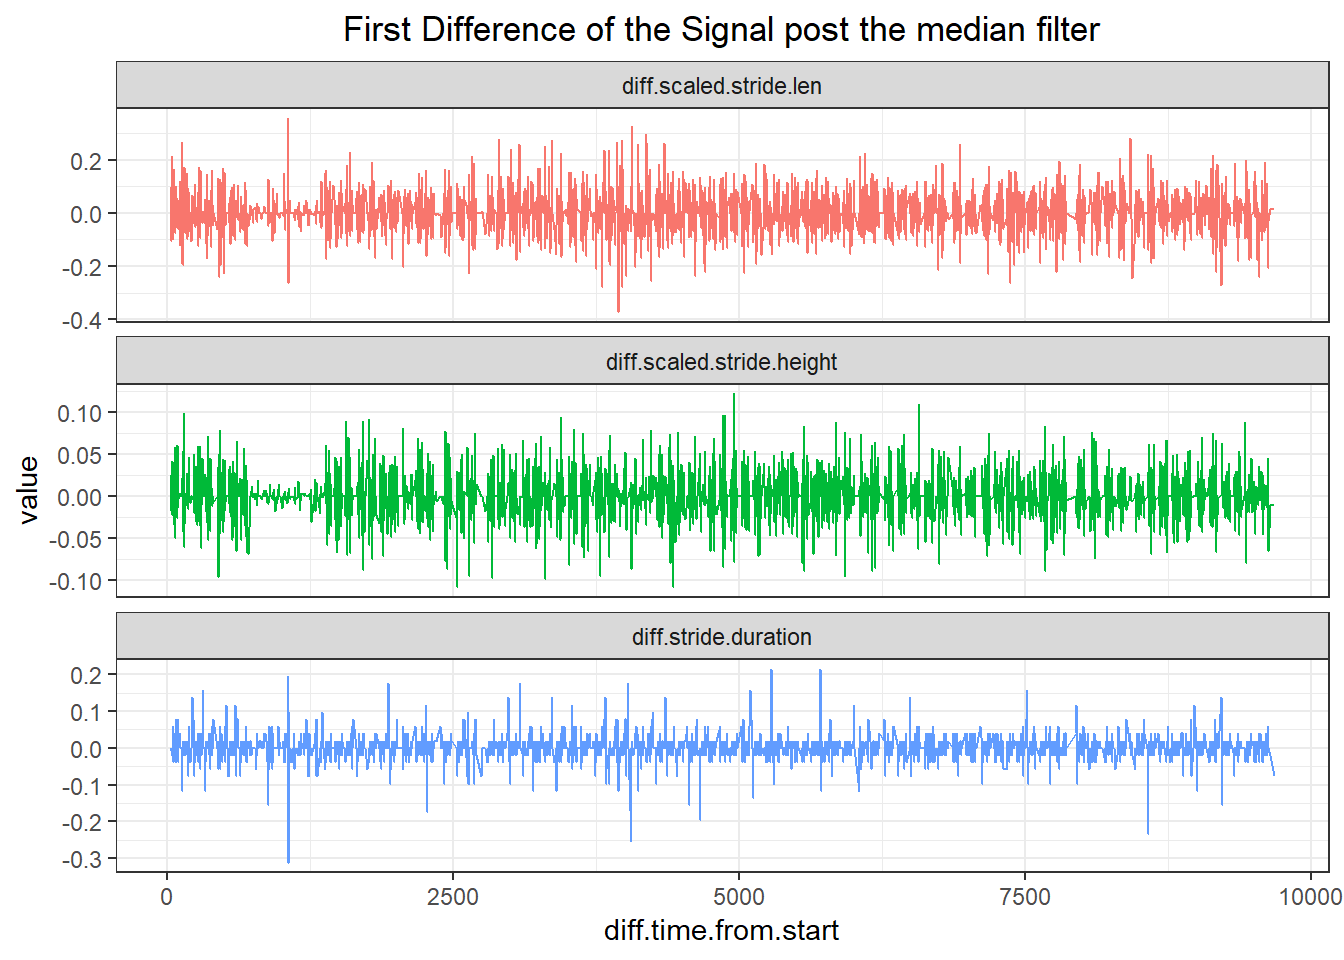 First Difference of the Signal post the median filter
diff.scaled.stride.len
0.2
0.0
-0.2
-0.4
diff.scaled.stride.height
0.10
0.05
0.00
-0.05
-0.10
value
diff.stride.duration
0.2
0.1
0.0
-0.1
-0.2
-0.3
0 2500 5000 7500 10000
diff.time.from.start